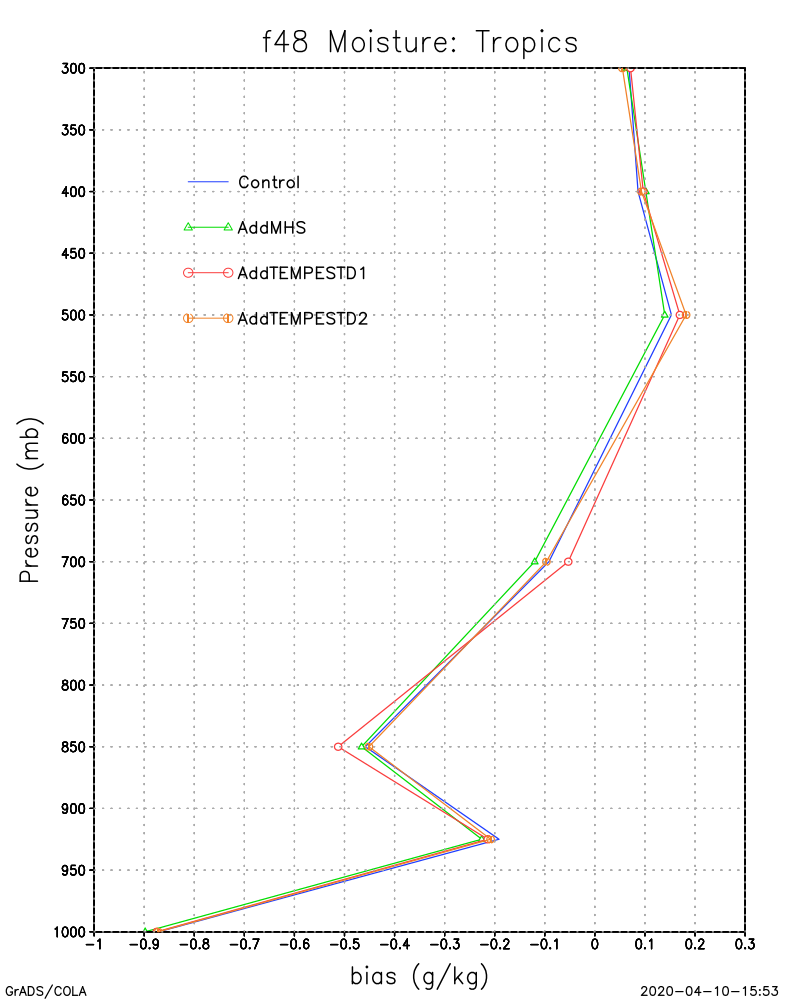 f48 Moisture: Tropics
300
350
400
450
500
550
600
650
700
750
800
850
900
950
1000
Pressure (mb)
Control
AddMHS
AddTEMPESTD1
AddTEMPESTD2
-1 -0.9 -0.8 -0.7 -0.6 -0.5 -0.4 -0.3 -0.2 -0.1 0 0.1 0.2 0.3
bias (g/kg)
GrADS/COLA 2020-04-10-15:53